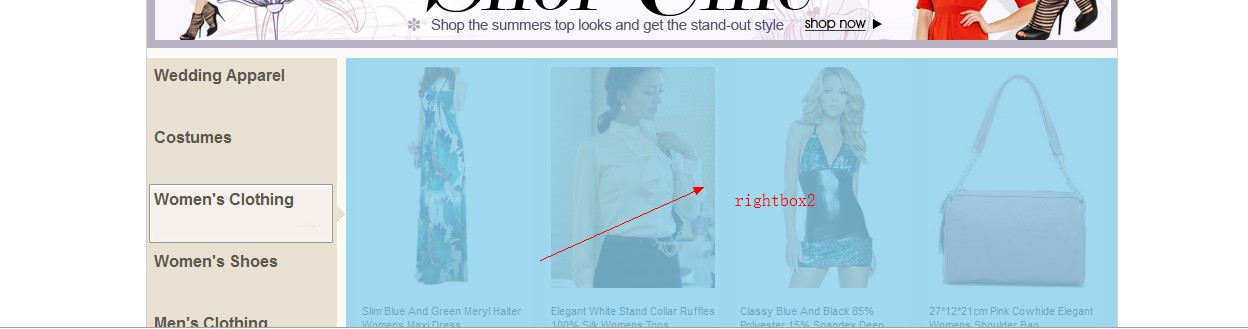 Shop the summers top looks and get the stand-out style shop now
Wedding Apparel
Costumes
Women's Clothing
Women's Shoes
Men's Clothing
rightbox2
Slim Blue And Green Meryl Halter
Womens Maxi Dress
Elegant White Stand Collar Ruffles
100% Silk Womens Tops
Classy Blue And Black 85%
Polyester 15% Spandex Deep
27*12*21cm Pink Cowhide Elegant
Womens Shoulder Bag